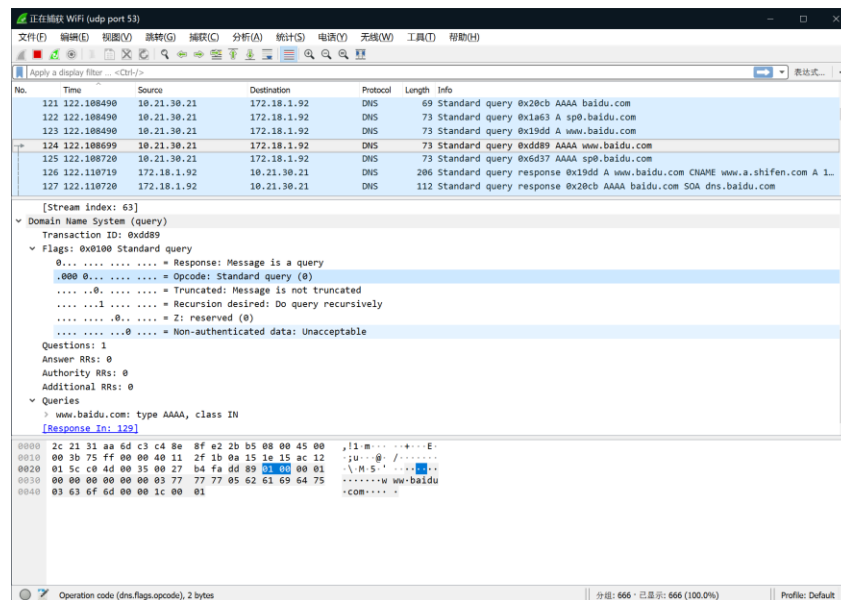 正在捕获 WiFi (udp port 53)
文件(F) 编辑(E) 视图(V) 跳转(G) 捕获(C) 分析(A) 统计(S) 电话(Y) 无线(W) 工具(T) 帮助(H)
Apply a display filter ... <Ctrl-/> 表达式...
No. Time Source Destination Protocol Length Info
121 122.108490 10.21.30.21 172.18.1.92 DNS 69 Standard query 0x20cb AAAA baidu.com
122 122.108490 10.21.30.21 172.18.1.92 DNS 73 Standard query 0x1a63 A sp0.baidu.com
123 122.108490 10.21.30.21 172.18.1.92 DNS 73 Standard query 0x19dd A www.baidu.com
124 122.108699 10.21.30.21 172.18.1.92 DNS 73 Standard query 0xdd89 AAAA www.baidu.com
125 122.108720 10.21.30.21 172.18.1.92 DNS 73 Standard query 0x6d37 AAAA sp0.baidu.com
126 122.110719 172.18.1.92 10.21.30.21 DNS 206 Standard query response 0x19dd A www.baidu.com CNAME www.a.shifen.com A 1...
127 122.110720 172.18.1.92 10.21.30.21 DNS 112 Standard query response 0x20cb AAAA baidu.com SOA dns.baidu.com
[Stream index: 63]
Domain Name System (query)
Transaction ID: 0xdd89
Flags: 0x0100 Standard query
0... .... .... .... = Response: Message is a query
.000 0... .... .... = Opcode: Standard query (0)
.... ..0. .... .... = Truncated: Message is not truncated
.... ...1 .... .... = Recursion desired: Do query recursively
.... .... .0.. .... = Z: reserved (0)
.... .... ...0 .... = Non-authenticated data: Unacceptable
Questions: 1
Answer RRs: 0
Authority RRs: 0
Additional RRs: 0
Queries
www.baidu.com: type AAAA, class IN
[Response In: 129]
0000 2c 21 31 aa 6d c3 c4 8e 8f e2 2b b5 08 00 45 00 ,!1·m··· ··+···E·
0010 00 3b 75 ff 00 00 40 11 2f 1b 0a 15 1e 15 ac 12 ·;u···@· /·······
0020 01 5c c0 4d 00 35 00 27 b4 fa dd 89 01 00 00 01 ·\·M·5·' ········
0030 00 00 00 00 00 00 03 77 77 77 05 62 61 69 64 75 ·······w ww·baidu
0040 03 63 6f 6d 00 00 1c 00 01 ·com···· ·
Operation code (dns.flags.opcode), 2 bytes 分组: 666 · 已显示: 666 (100.0%) Profile: Default